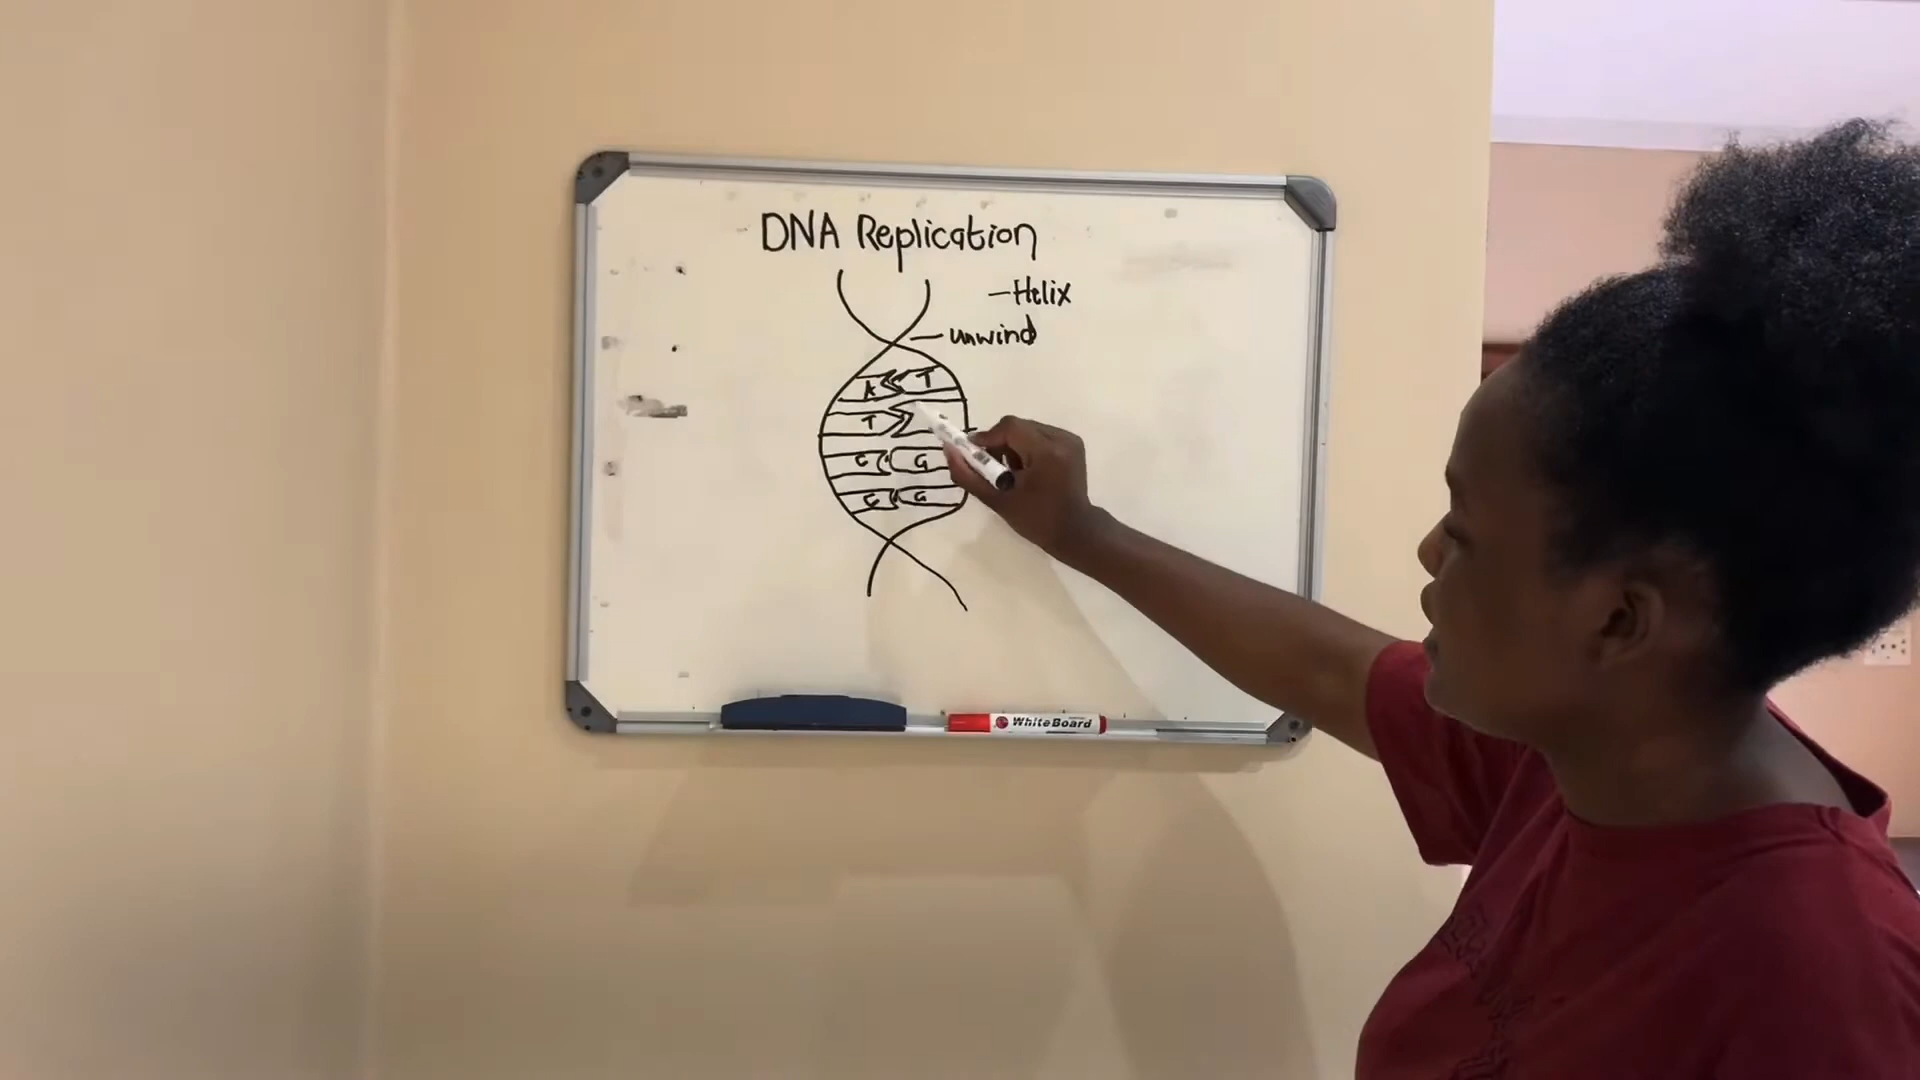 DNA Replication
-Helix
- unwind
A T
T
C G
C G
WhiteBoard